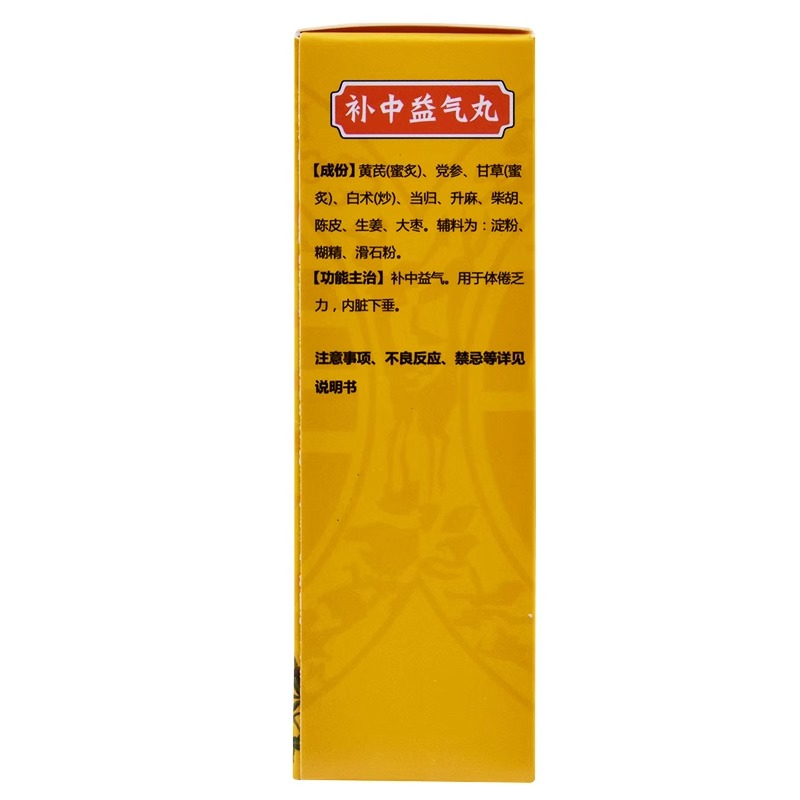 补中益气丸
【成份】黄芪(蜜炙)、党参、甘草(蜜
炙)、白术(炒)、当归、升麻、柴胡、
陈皮、生姜、大枣。辅料为：淀粉、
糊精、滑石粉。
【功能主治】补中益气。用于体倦乏
力，内脏下垂。
注意事项、不良反应、禁忌等详见
说明书